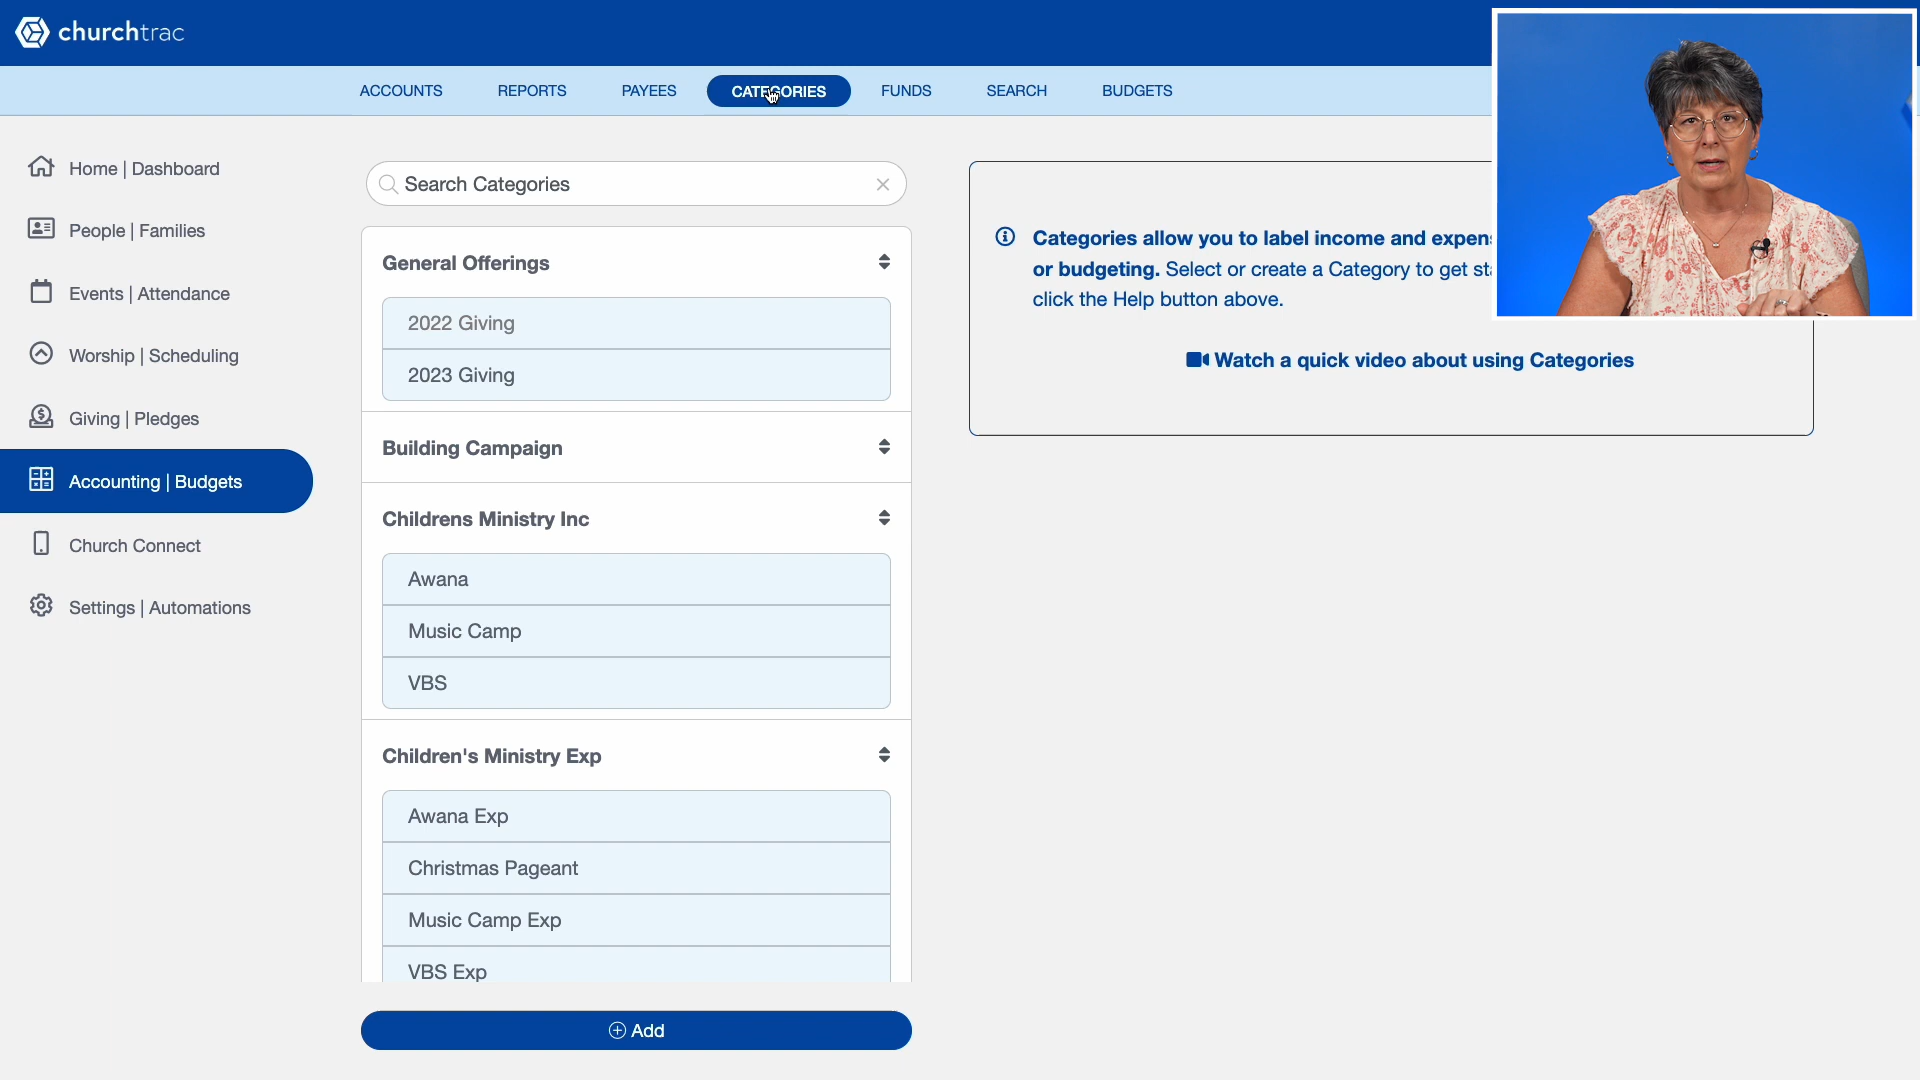 churchtrac
ACCOUNTS REPORTS PAYEES CATEGORIES FUNDS SEARCH BUDGETS
Home | Dashboard
People | Families
Events | Attendance
Worship | Scheduling
Giving | Pledges
Accounting | Budgets
Church Connect
Settings | Automations
Search Categories
General Offerings
2022 Giving
2023 Giving
Building Campaign
Childrens Ministry Inc
Awana
Music Camp
VBS
Children's Ministry Exp
Awana Exp
Christmas Pageant
Music Camp Exp
VBS Exp
Add
Categories allow you to label income and
or budgeting. Select or create a Category to get
click the Help button above.
Watch a quick video about using Categories